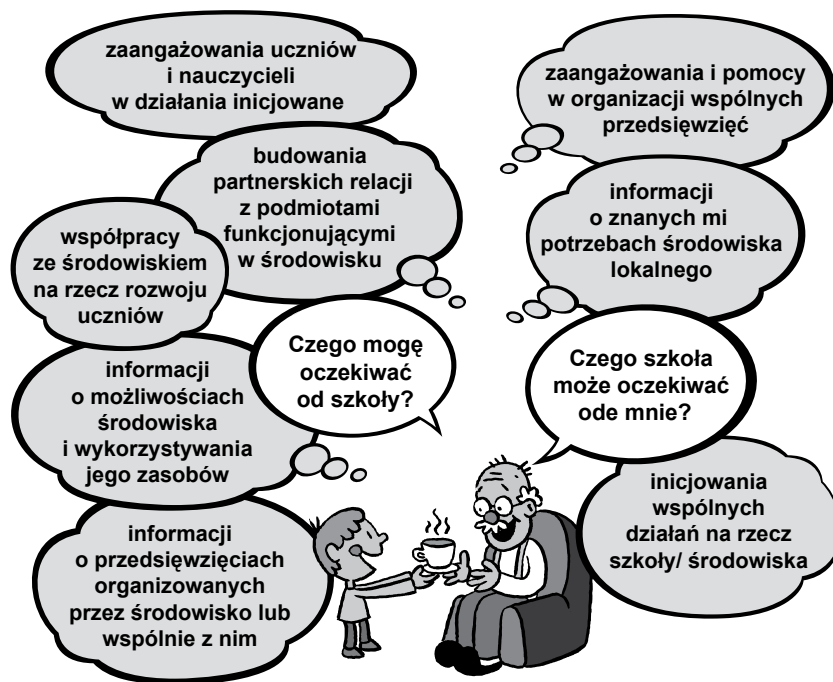 zaangażowania uczniów
i nauczycieli
w działania inicjowane
budowania
partnerskich relacji
z podmiotami
funkcjonującymi
w środowisku
współpracy
ze środowiskiem
na rzecz rozwoju
uczniów
Czego mogę
oczekiwać
od szkoły?
informacji
o możliwościach
środowiska
i wykorzystywania
jego zasobów
informacji
o przedsięwzięciach
organizowanych
przez środowisko lub
wspólnie z nim
zaangażowania i pomocy
w organizacji wspólnych
przedsięwzięć
informacji
o znanych mi
potrzebach środowiska
lokalnego
Czego szkoła
może oczekiwać
ode mnie?
inicjowania
wspólnych
działań na rzecz
szkoły/ środowiska